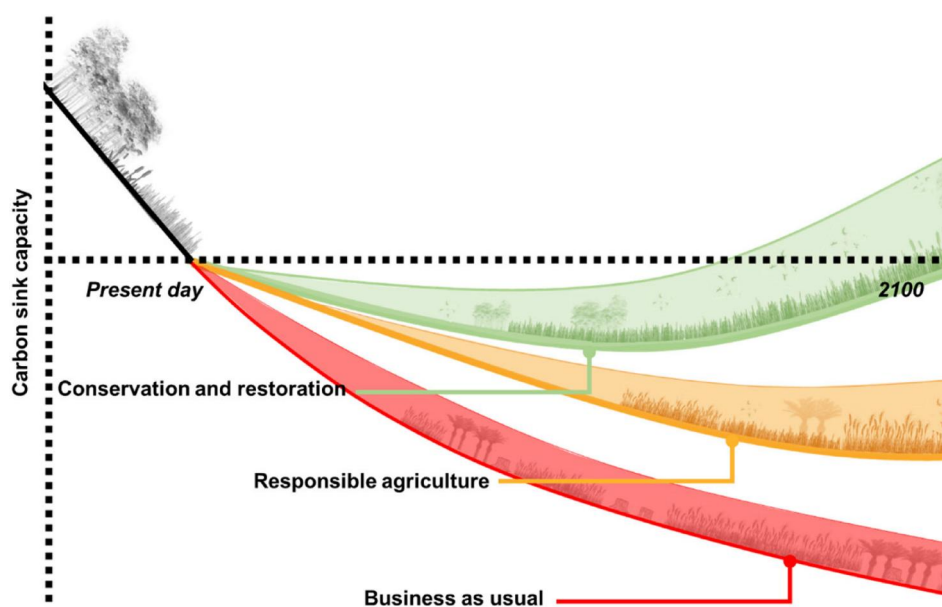 Carbon sink capacity
Present day
2100
Conservation and restoration
Responsible agriculture
Business as usual